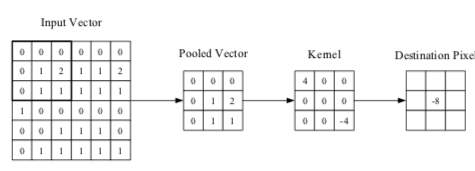 Input Vector
Pooled Vector
Kernel
Destination Pixel
0 0 0 0 0 0
0 1 2 1 1 2
0 1 1 1 1 1
1 0 0 0 0 0
0 0 1 1 1 0
0 1 1 1 1 1
0 0 0
0 1 2
0 1 1
4 0 0
0 0 0
0 0 -4
-8